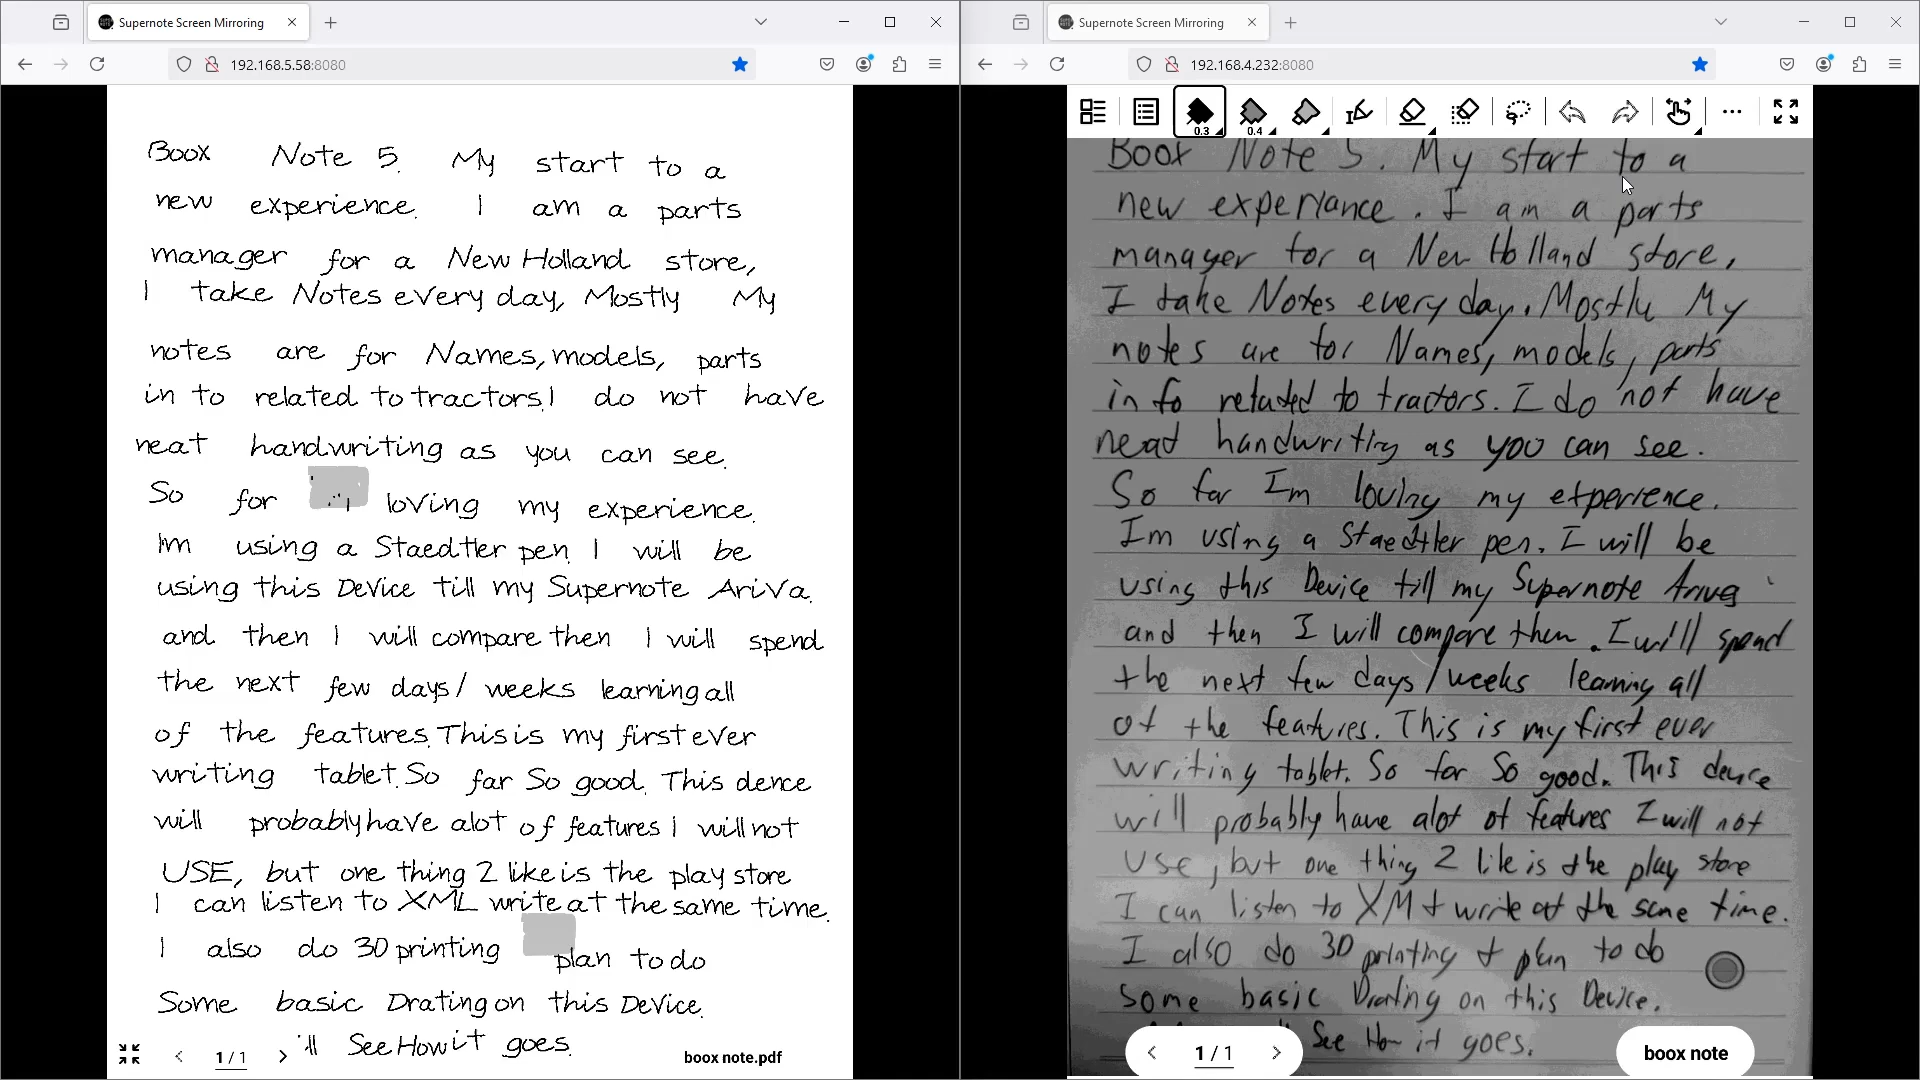 Supernote Screen Mirroring
192.168.5.58:8080
Boox Note 5. My start to a
new experience. I am a parts
manager for a New Holland store,
I take Notes every day, Mostly My
notes are for Names, models, parts
in to related to tractors. I do not have
neat handwriting as you can see.
So for loving my experience.
Im using a Staedtler pen. I will be
using this Device till my Supernote Ariva.
and then I will compare then I will spend
the next few days/ weeks learning all
of the features. This is my first ever
writing tablet. So far So good. This dence
will probably have alot of features I will not
USE, but one thing 2 like is the play store
I can listen to XML write at the same time.
I also do 3D printing plan to do
Some basic Drating on this Device.
'll See How it goes.
1 / 1
boox note.pdf
Supernote Screen Mirroring
192.168.4.232:8080
0.3
0.4
Boox Note 5. My start to a
new experiance. I am a parts
manager for a New Holland store,
I take Notes every day. Mostly My
notes are for Names, models, parts
info related to tractors. I do not have
neat handwriting as you can see.
So far Im loving my experience.
Im using a Staedtler pen. I will be
using this Device till my Supernote Arives
and then I will compare them. I will spend
the next few days/weeks learning all
of the features. This is my first ever
writing tablet. So far So good. This device
will probably have alot of features I will not
use, but one thing I like is the play store
I can listen to XM + write at the same time.
I also do 3D printing + plan to do
some basic Drafting on this Device.
See How it goes.
1 / 1
boox note